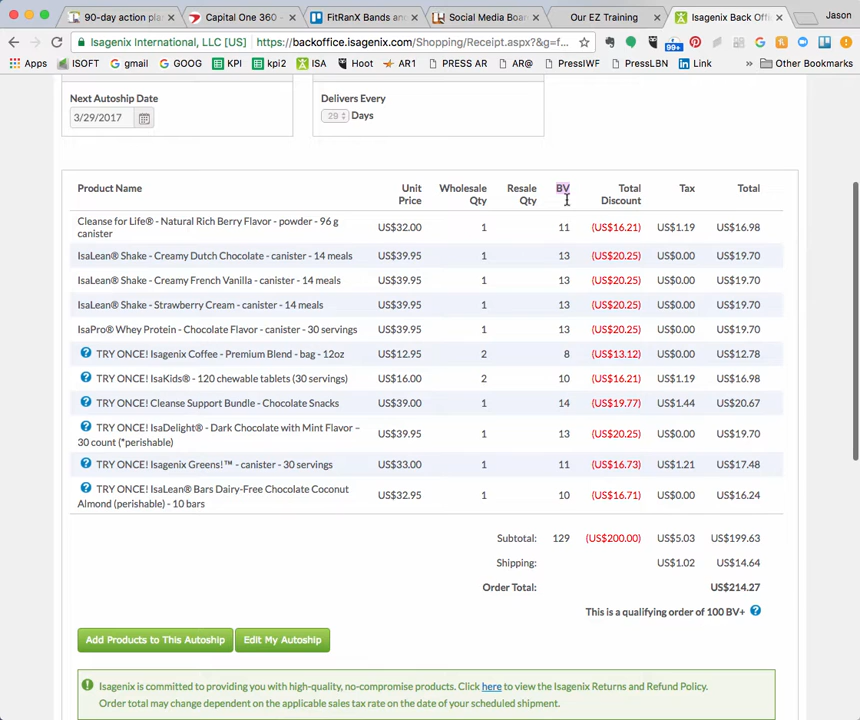 90-day action pla
Capital One 360 -
FitRanX Bands and
Social Media Boar
Our EZ Training
Isagenix Back Offi
Jason
Isagenix International, LLC [US]
https://backoffice.isagenix.com/Shopping/Receipt.aspx?&g=f...
99+
Apps
ISOFT
gmail
GOOG
KPI
kpi2
ISA
Hoot
AR1
PRESS AR
AR@
PressIWF
PressLBN
Link
»
Other Bookmarks
Next Autoship Date
3/29/2017
Delivers Every
29 Days
Product Name Unit Price Wholesale Qty Resale Qty BV Total Discount Tax Total
Cleanse for Life® - Natural Rich Berry Flavor - powder - 96 g canister US$32.00 1 11 (US$16.21) US$1.19 US$16.98
IsaLean® Shake - Creamy Dutch Chocolate - canister - 14 meals US$39.95 1 13 (US$20.25) US$0.00 US$19.70
IsaLean® Shake - Creamy French Vanilla - canister - 14 meals US$39.95 1 13 (US$20.25) US$0.00 US$19.70
IsaLean® Shake - Strawberry Cream - canister - 14 meals US$39.95 1 13 (US$20.25) US$0.00 US$19.70
IsaPro® Whey Protein - Chocolate Flavor - canister - 30 servings US$39.95 1 13 (US$20.25) US$0.00 US$19.70
? TRY ONCE! Isagenix Coffee - Premium Blend - bag - 12oz US$12.95 2 8 (US$13.12) US$0.00 US$12.78
? TRY ONCE! IsaKids® - 120 chewable tablets (30 servings) US$16.00 2 10 (US$16.21) US$1.19 US$16.98
? TRY ONCE! Cleanse Support Bundle - Chocolate Snacks US$39.00 1 14 (US$19.77) US$1.44 US$20.67
? TRY ONCE! IsaDelight® - Dark Chocolate with Mint Flavor – 30 count (*perishable) US$39.95 1 13 (US$20.25) US$0.00 US$19.70
? TRY ONCE! Isagenix Greens!™ - canister - 30 servings US$33.00 1 11 (US$16.73) US$1.21 US$17.48
? TRY ONCE! IsaLean® Bars Dairy-Free Chocolate Coconut Almond (perishable) - 10 bars US$32.95 1 10 (US$16.71) US$0.00 US$16.24
Subtotal: 129 (US$200.00) US$5.03 US$199.63
Shipping: US$1.02 US$14.64
Order Total: US$214.27
This is a qualifying order of 100 BV+ ?
Add Products to This Autoship
Edit My Autoship
! Isagenix is committed to providing you with high-quality, no-compromise products. Click here to view the Isagenix Returns and Refund Policy.
Order total may change dependent on the applicable sales tax rate on the date of your scheduled shipment.